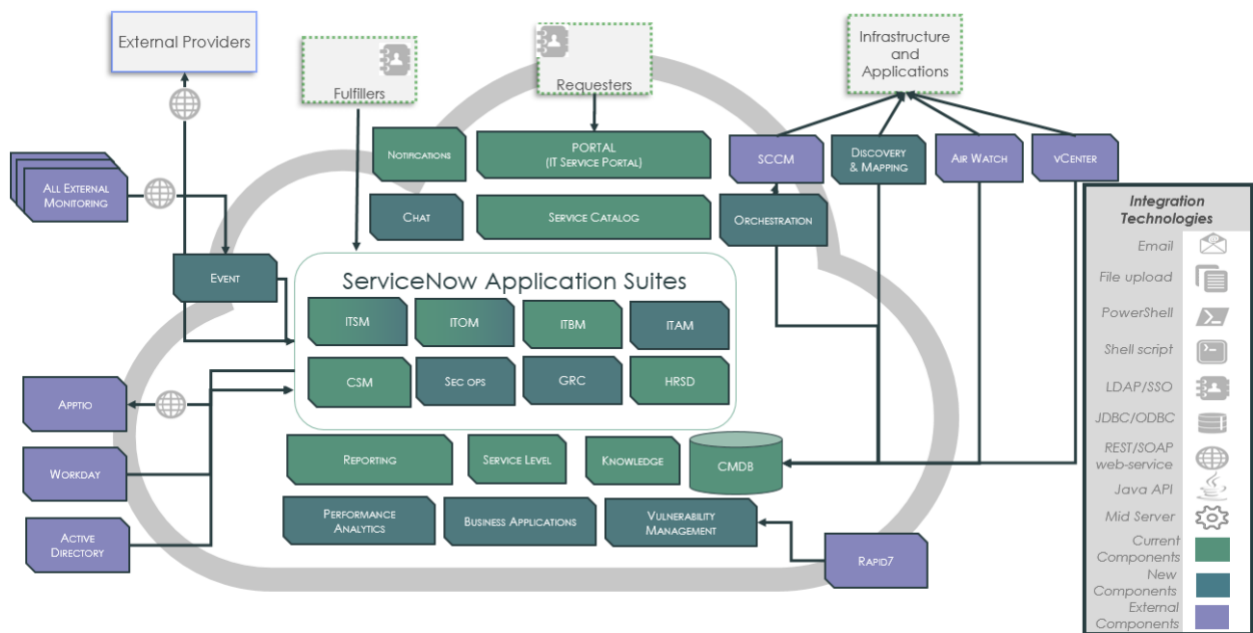 External Providers
Fulfillers
Requesters
Infrastructure
and
Applications
Notifications
PORTAL
(IT Service Portal)
SCCM
Discovery
& Mapping
Air Watch
vCenter
All External
Monitoring
Chat
Service Catalog
Orchestration
Event
ServiceNow Application Suites
ITSM
ITOM
ITBM
ITAM
CSM
Sec ops
GRC
HRSD
Apptio
Workday
Active
Directory
Reporting
Service Level
Knowledge
CMDB
Performance
Analytics
Business Applications
Vulnerability
Management
Rapid7
Integration
Technologies
Email
File upload
PowerShell
Shell script
LDAP/SSO
JDBC/ODBC
REST/SOAP
web-service
Java API
Mid Server
Current
Components
New
Components
External
Components